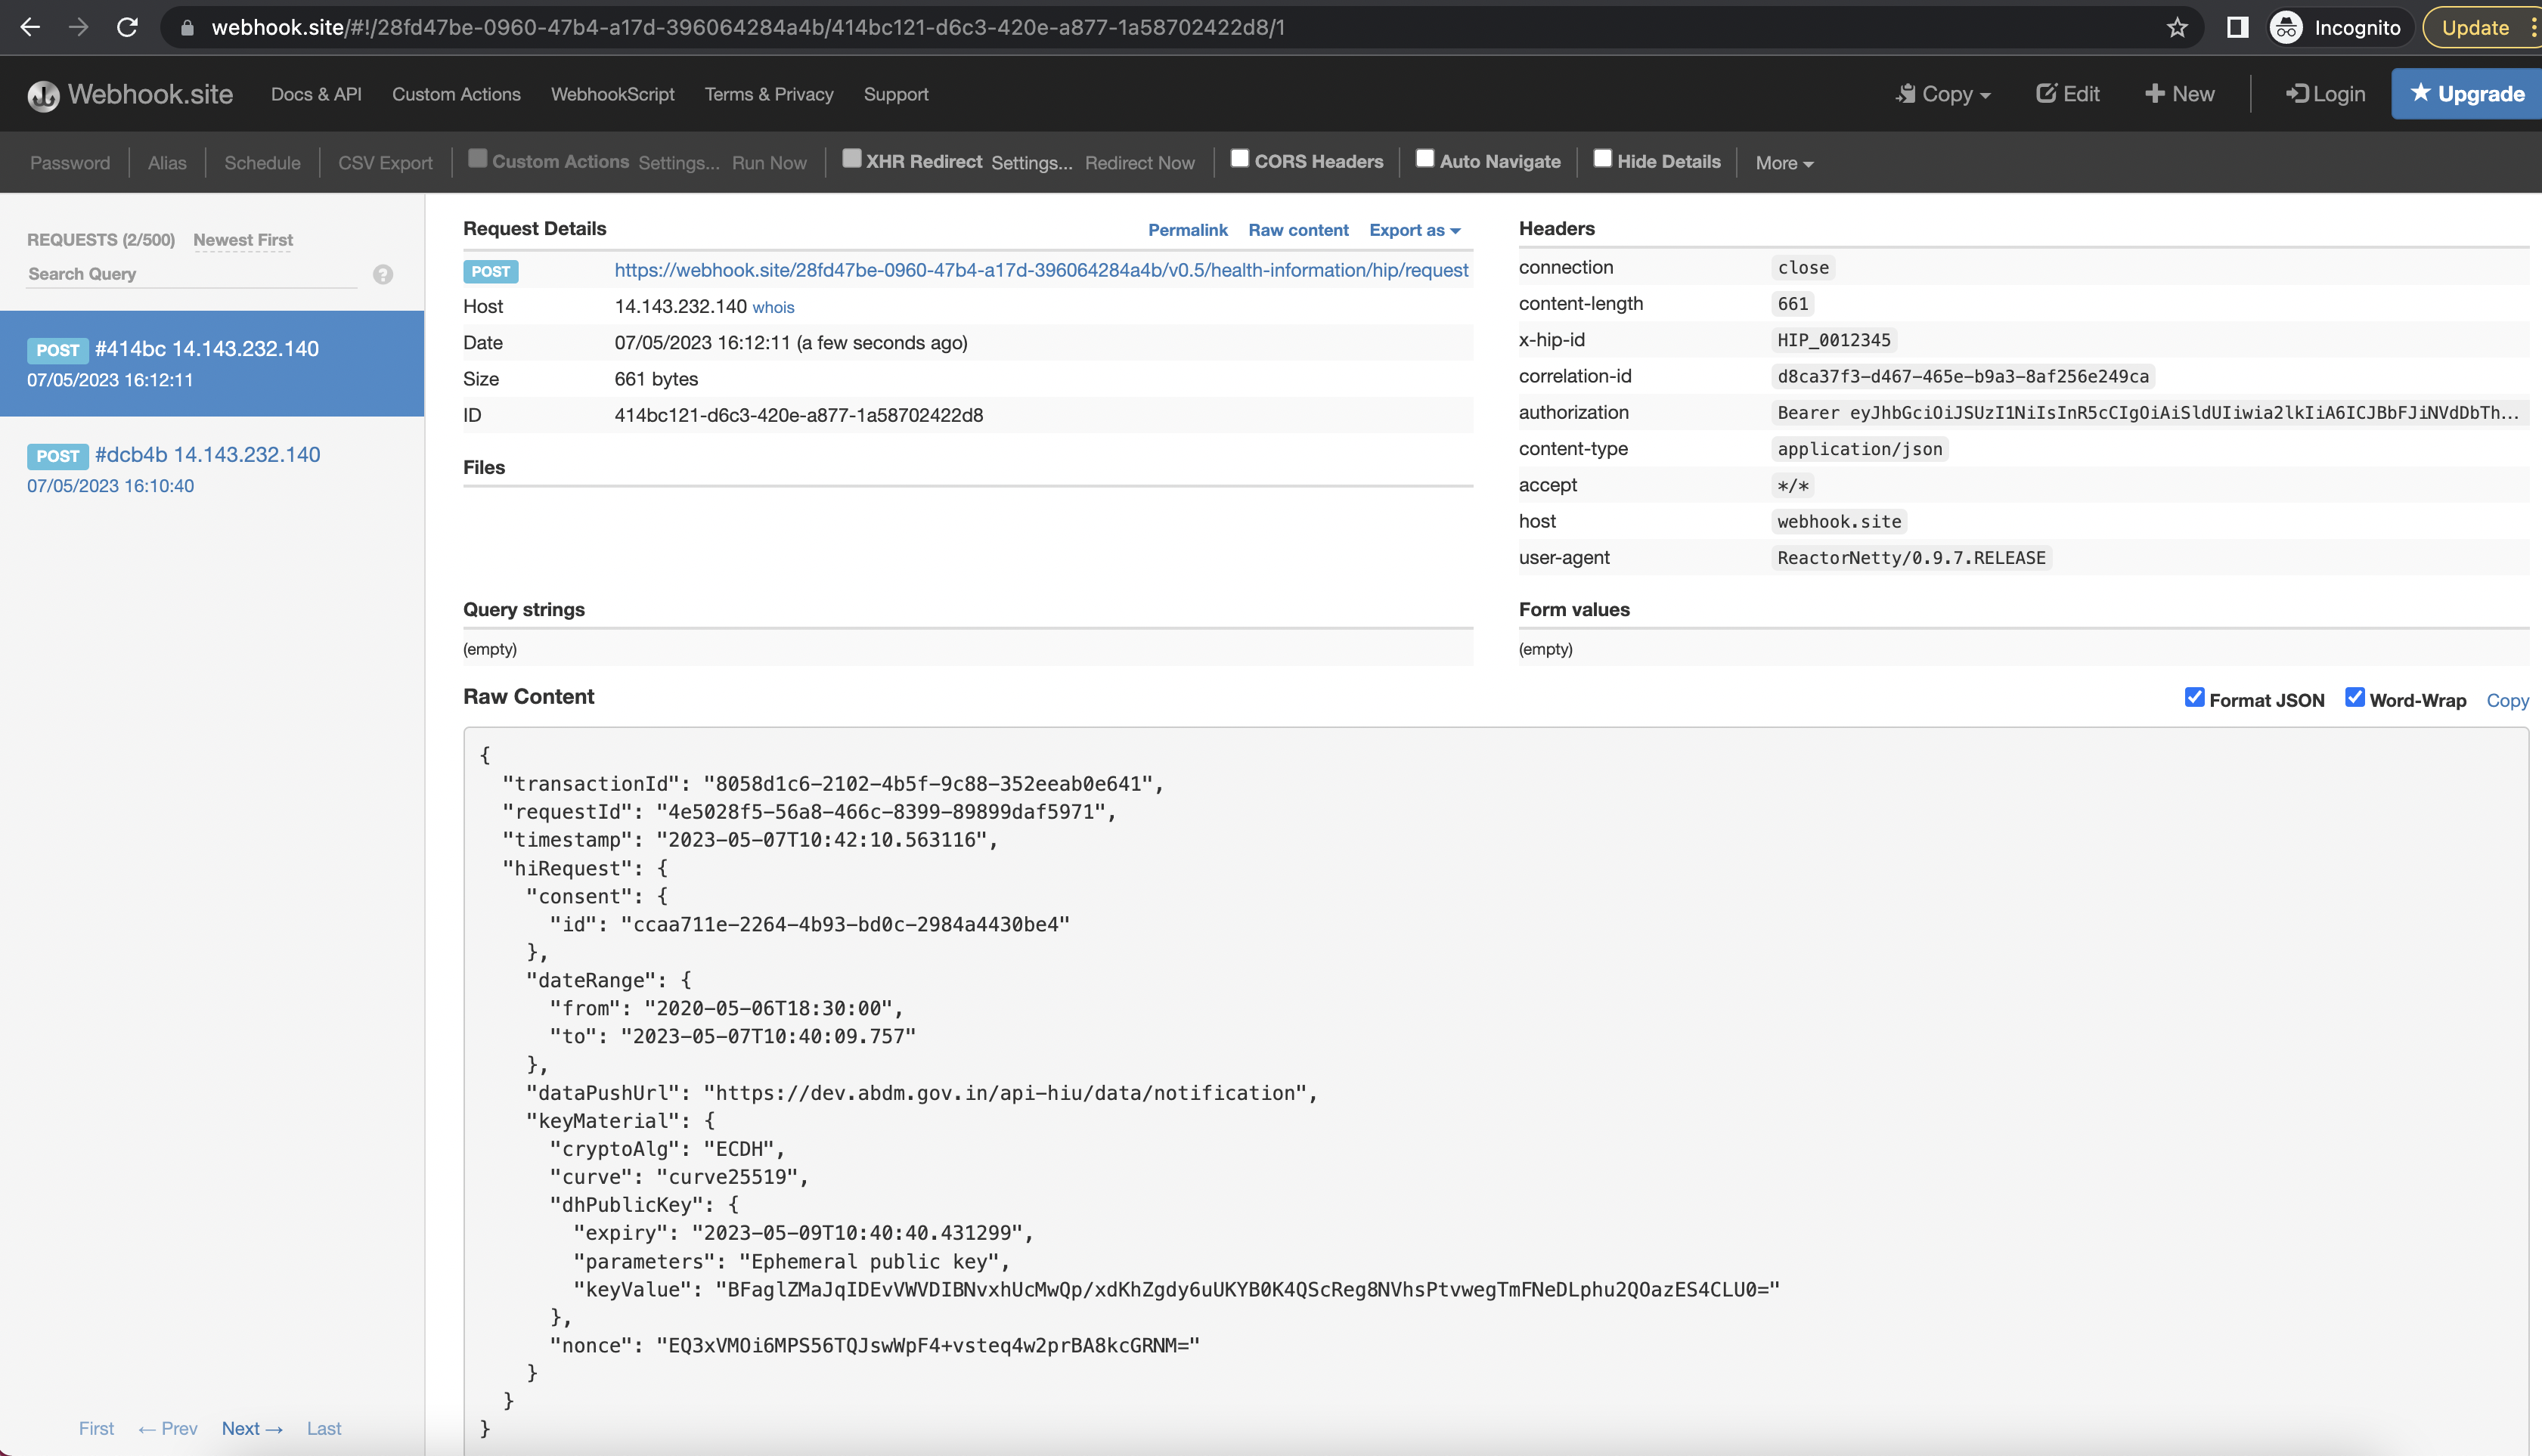 webhook.site/#!/28fd47be-0960-47b4-a17d-396064284a4b/414bc121-d6c3-420e-a877-1a58702422d8/1
Incognito
Update
Webhook.site
Docs & API
Custom Actions
WebhookScript
Terms & Privacy
Support
Copy
Edit
New
Login
Upgrade
Password
Alias
Schedule
CSV Export
Custom Actions Settings... Run Now
XHR Redirect Settings... Redirect Now
CORS Headers
Auto Navigate
Hide Details
More
REQUESTS (2/500) Newest First
Search Query
?
POST #414bc 14.143.232.140
07/05/2023 16:12:11
POST #dcb4b 14.143.232.140
07/05/2023 16:10:40
First ← Prev Next → Last
Request Details
Permalink Raw content Export as
POST https://webhook.site/28fd47be-0960-47b4-a17d-396064284a4b/v0.5/health-information/hip/request
Host 14.143.232.140 whois
Date 07/05/2023 16:12:11 (a few seconds ago)
Size 661 bytes
ID 414bc121-d6c3-420e-a877-1a58702422d8
Files
Headers
connection close
content-length 661
x-hip-id HIP_0012345
correlation-id d8ca37f3-d467-465e-b9a3-8af256e249ca
authorization Bearer eyJhbGciOiJSUzI1NiIsInR5cCIgOiAiSldUIiwia2lkIiA6ICJBbFJiNVdDbTh...
content-type application/json
accept */*
host webhook.site
user-agent ReactorNetty/0.9.7.RELEASE
Query strings
(empty)
Form values
(empty)
Raw Content
Format JSON Word-Wrap Copy
{
"transactionId": "8058d1c6-2102-4b5f-9c88-352eeab0e641",
"requestId": "4e5028f5-56a8-466c-8399-89899daf5971",
"timestamp": "2023-05-07T10:42:10.563116",
"hiRequest": {
"consent": {
"id": "ccaa711e-2264-4b93-bd0c-2984a4430be4"
},
"dateRange": {
"from": "2020-05-06T18:30:00",
"to": "2023-05-07T10:40:09.757"
},
"dataPushUrl": "https://dev.abdm.gov.in/api-hiu/data/notification",
"keyMaterial": {
"cryptoAlg": "ECDH",
"curve": "curve25519",
"dhPublicKey": {
"expiry": "2023-05-09T10:40:40.431299",
"parameters": "Ephemeral public key",
"keyValue": "BFaglZMaJqIDEvVWVDIBNvxhUcMwQp/xdKhZgdy6uUKYB0K4QScReg8NVhsPtvwegTmFNeDLphu2QOazES4CLU0="
},
"nonce": "EQ3xVMOi6MPS56TQJswWpF4+vsteq4w2prBA8kcGRNM="
}
}
}